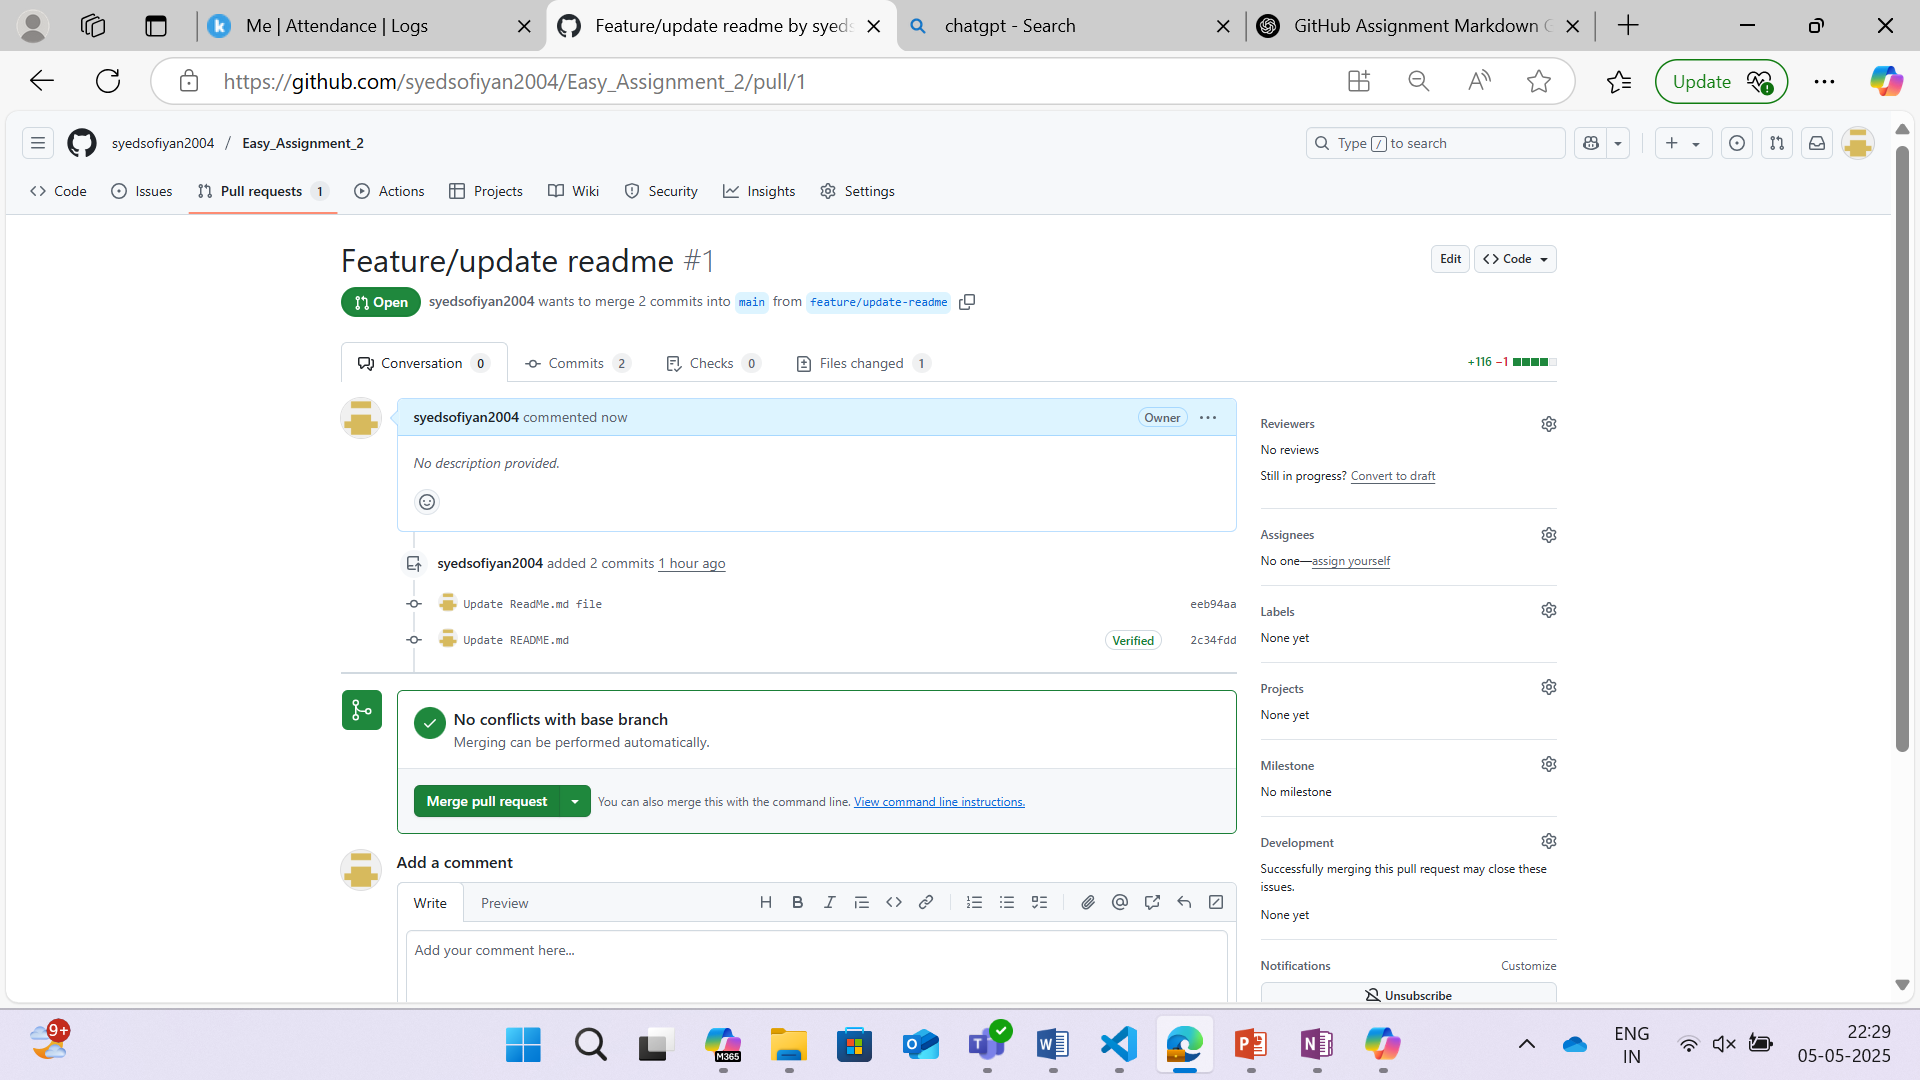 Me | Attendance | Logs
Feature/update readme by syeds
chatgpt - Search
GitHub Assignment Markdown G
https://github.com/syedsofiyan2004/Easy_Assignment_2/pull/1
Update
syedsofiyan2004 / Easy_Assignment_2
Type / to search
Code
Issues
Pull requests 1
Actions
Projects
Wiki
Security
Insights
Settings
Feature/update readme #1
Edit
Code
Open
syedsofiyan2004 wants to merge 2 commits into main from feature/update-readme
Conversation 0
Commits 2
Checks 0
Files changed 1
+116 −1
syedsofiyan2004 commented now
Owner
No description provided.
syedsofiyan2004 added 2 commits 1 hour ago
Update ReadMe.md file
eeb94aa
Update README.md
Verified
2c34fdd
No conflicts with base branch
Merging can be performed automatically.
Merge pull request
You can also merge this with the command line. View command line instructions.
Add a comment
Write
Preview
Add your comment here...
Reviewers
No reviews
Still in progress? Convert to draft
Assignees
No one—assign yourself
Labels
None yet
Projects
None yet
Milestone
No milestone
Development
Successfully merging this pull request may close these
issues.
None yet
Notifications
Customize
Unsubscribe
9+
M365
ENG
IN
22:29
05-05-2025